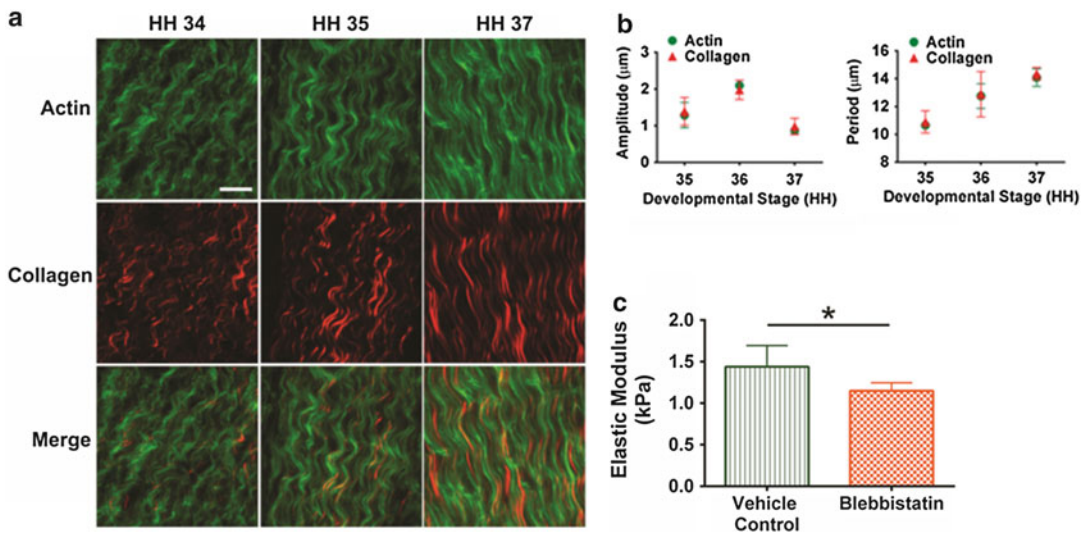 a
HH 34
HH 35
HH 37
Actin
Collagen
Merge
b
Actin
Collagen
Amplitude (μm)
3
2
1
0
35
36
37
Developmental Stage (HH)
Actin
Collagen
Period (μm)
16
14
12
10
8
35
36
37
Developmental Stage (HH)
c
Elastic Modulus
(kPa)
2.0
1.5
1.0
0.5
0.0
*
Vehicle
Control
Blebbistatin